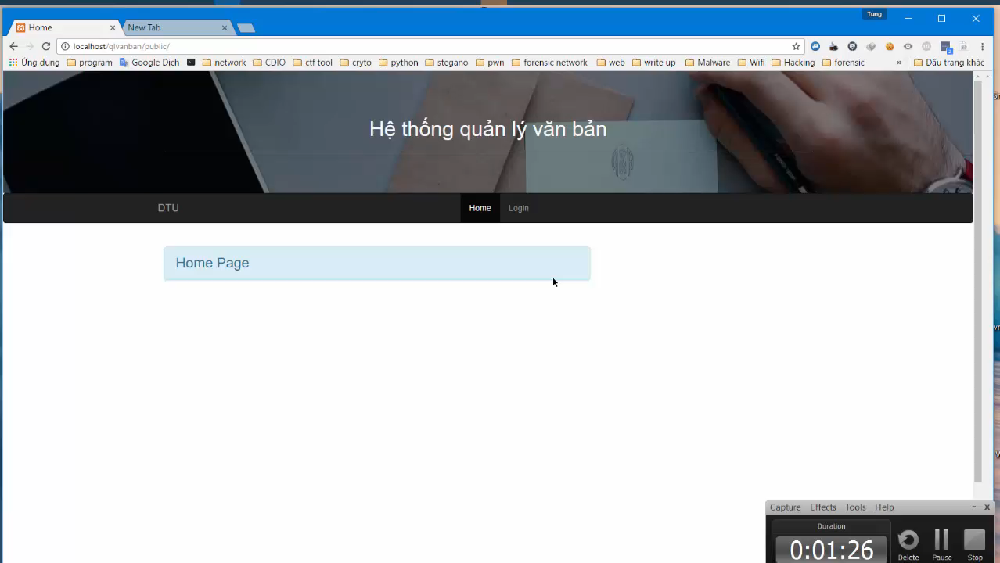 Tung
Home
New Tab
localhost/qlvanban/public/
Ứng dung program Google Dịch network CDIO ctf tool cryto python stegano pwn forensic network web write up Malware Wifi Hacking forensic » Dấu trang khác
Hệ thống quản lý văn bản
DTU Home Login
Home Page
Capture Effects Tools Help
Duration
0:01:26
Delete Pause Stop